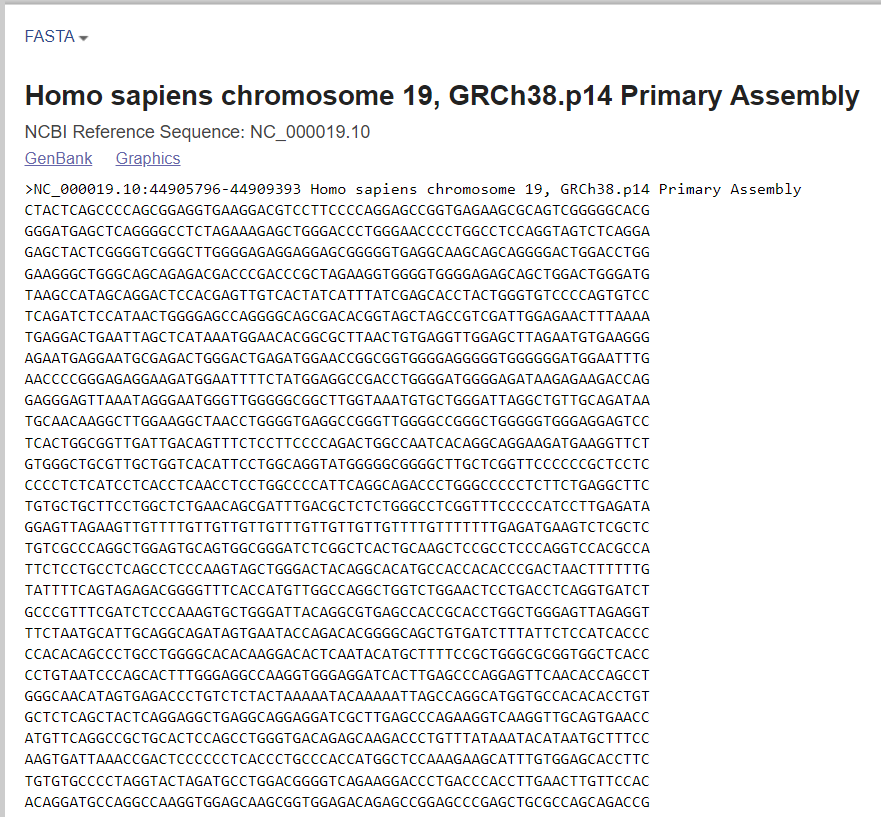 FASTA
Homo sapiens chromosome 19, GRCh38.p14 Primary Assembly
NCBI Reference Sequence: NC_000019.10
GenBank Graphics
>NC_000019.10:44905796-44909393 Homo sapiens chromosome 19, GRCh38.p14 Primary Assembly
CTACTCAGCCCCAGCGGAGGTGAAGGACGTCCTTCCCCAGGAGCCGGTGAGAAGCGCAGTCGGGGGCACG
GGGATGAGCTCAGGGGCCTCTAGAAAGAGCTGGGACCCTGGGAACCCCTGGCCTCCAGGTAGTCTCAGGA
GAGCTACTCGGGGTCGGGCTTGGGGAGAGGAGGAGCGGGGGTGAGGCAAGCAGCAGGGGACTGGACCTGG
GAAGGGCTGGGCAGCAGAGACGACCCGACCCGCTAGAAGGTGGGGTGGGGAGAGCAGCTGGACTGGGATG
TAAGCCATAGCAGGACTCCACGAGTTGTCACTATCATTTATCGAGCACCTACTGGGTGTCCCCAGTGTCC
TCAGATCTCCATAACTGGGGAGCCAGGGGCAGCGACACGGTAGCTAGCCGTCGATTGGAGAACTTTAAAA
TGAGGACTGAATTAGCTCATAAATGGAACACGGCGCTTAACTGTGAGGTTGGAGCTTAGAATGTGAAGGG
AGAATGAGGAATGCGAGACTGGGACTGAGATGGAACCGGCGGTGGGGAGGGGGTGGGGGGATGGAATTTG
AACCCCGGGAGAGGAAGATGGAATTTTCTATGGAGGCCGACCTGGGGATGGGGAGATAAGAGAAGACCAG
GAGGGAGTTAAATAGGGAATGGGTTGGGGGCGGCTTGGTAAATGTGCTGGGATTAGGCTGTTGCAGATAA
TGCAACAAGGCTTGGAAGGCTAACCTGGGGTGAGGCCGGGTTGGGGCCGGGCTGGGGGTGGGAGGAGTCC
TCACTGGCGGTTGATTGACAGTTTCTCCTTCCCCAGACTGGCCAATCACAGGCAGGAAGATGAAGGTTCT
GTGGGCTGCGTTGCTGGTCACATTCCTGGCAGGTATGGGGGCGGGGCTTGCTCGGTTCCCCCCGCTCCTC
CCCCTCTCATCCTCACCTCAACCTCCTGGCCCCATTCAGGCAGACCCTGGGCCCCCTCTTCTGAGGCTTC
TGTGCTGCTTCCTGGCTCTGAACAGCGATTTGACGCTCTCTGGGCCTCGGTTTCCCCCATCCTTGAGATA
GGAGTTAGAAGTTGTTTTGTTGTTGTTGTTTGTTGTTGTTGTTTTGTTTTTTTGAGATGAAGTCTCGCTC
TGTCGCCCAGGCTGGAGTGCAGTGGCGGGATCTCGGCTCACTGCAAGCTCCGCCTCCCAGGTCCACGCCA
TTCTCCTGCCTCAGCCTCCCAAGTAGCTGGGACTACAGGCACATGCCACCACACCCGACTAACTTTTTTG
TATTTTCAGTAGAGACGGGGTTTCACCATGTTGGCCAGGCTGGTCTGGAACTCCTGACCTCAGGTGATCT
GCCCGTTTCGATCTCCCAAAGTGCTGGGATTACAGGCGTGAGCCACCGCACCTGGCTGGGAGTTAGAGGT
TTCTAATGCATTGCAGGCAGATAGTGAATACCAGACACGGGGCAGCTGTGATCTTTATTCTCCATCACCC
CCACACAGCCCTGCCTGGGGCACACAAGGACACTCAATACATGCTTTTCCGCTGGGCGCGGTGGCTCACC
CCTGTAATCCCAGCACTTTGGGAGGCCAAGGTGGGAGGATCACTTGAGCCCAGGAGTTCAACACCAGCCT
GGGCAACATAGTGAGACCCTGTCTCTACTAAAAATACAAAAATTAGCCAGGCATGGTGCCACACACCTGT
GCTCTCAGCTACTCAGGAGGCTGAGGCAGGAGGATCGCTTGAGCCCAGAAGGTCAAGGTTGCAGTGAACC
ATGTTCAGGCCGCTGCACTCCAGCCTGGGTGACAGAGCAAGACCCTGTTTATAAATACATAATGCTTTCC
AAGTGATTAAACCGACTCCCCCCTCACCCTGCCCACCATGGCTCCAAAGAAGCATTTGTGGAGCACCTTC
TGTGTGCCCCTAGGTACTAGATGCCTGGACGGGGTCAGAAGGACCCTGACCCACCTTGAACTTGTTCCAC
ACAGGATGCCAGGCCAAGGTGGAGCAAGCGGTGGAGACAGAGCCGGAGCCCGAGCTGCGCCAGCAGACCG